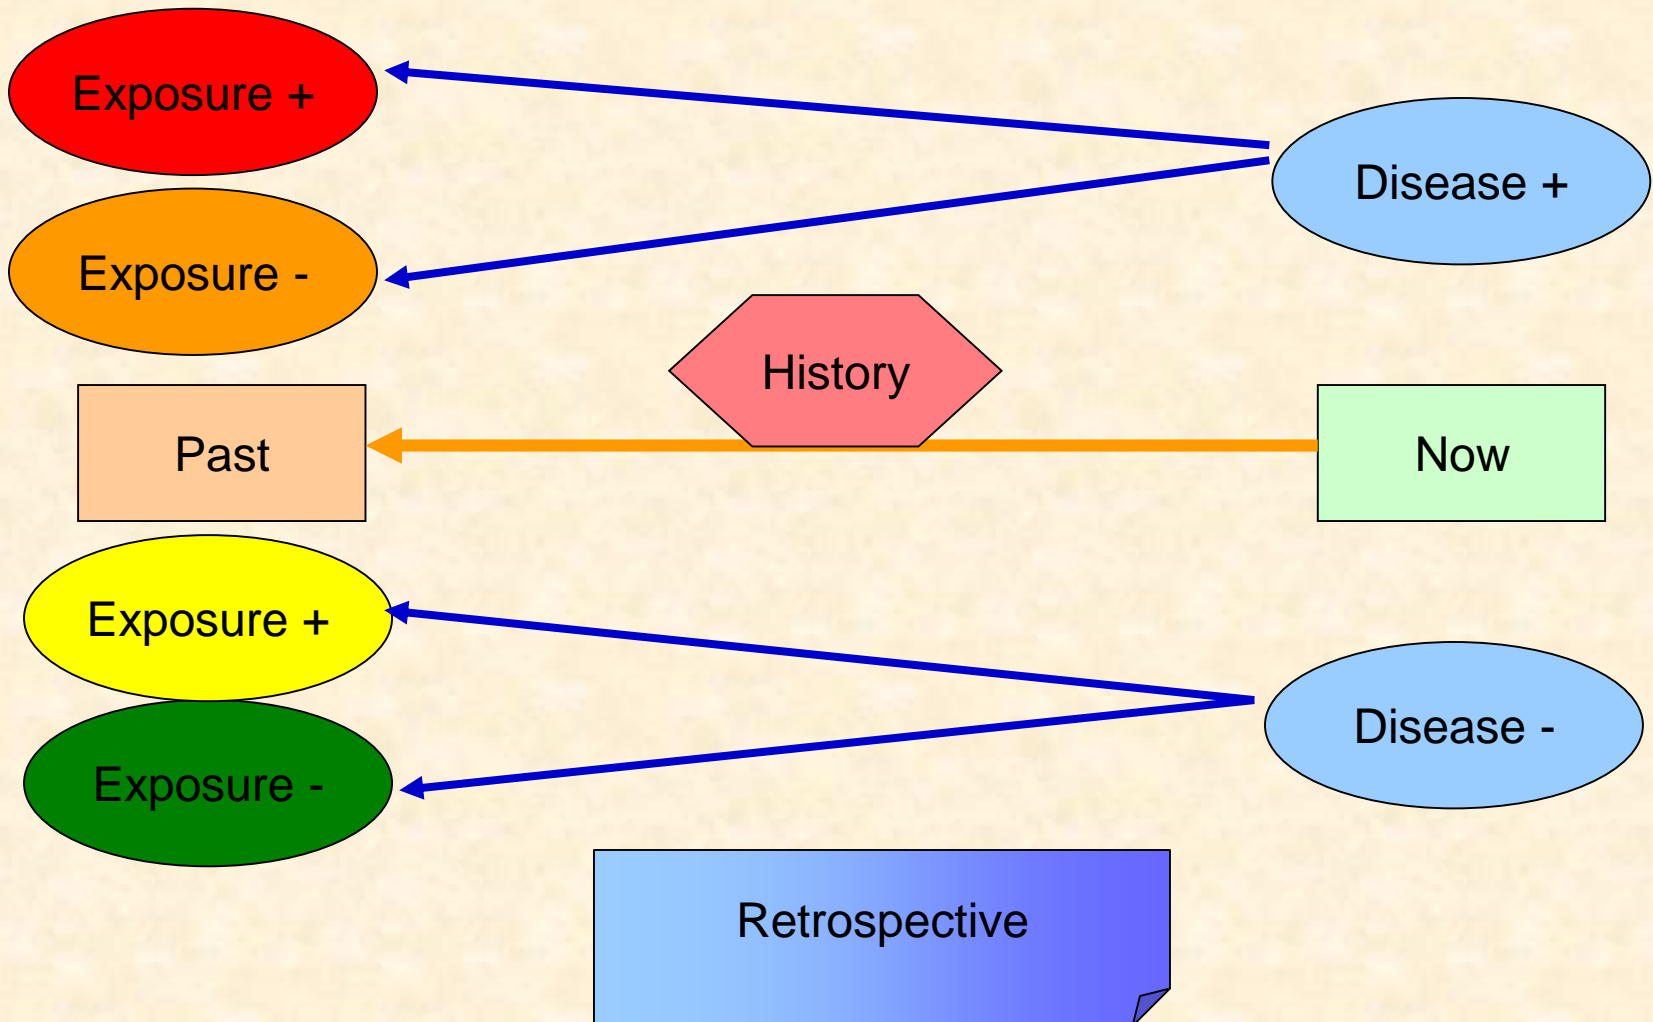 Exposure +
Disease +
Exposure -
History
Past
Now
Exposure +
Disease -
Exposure -
Retrospective